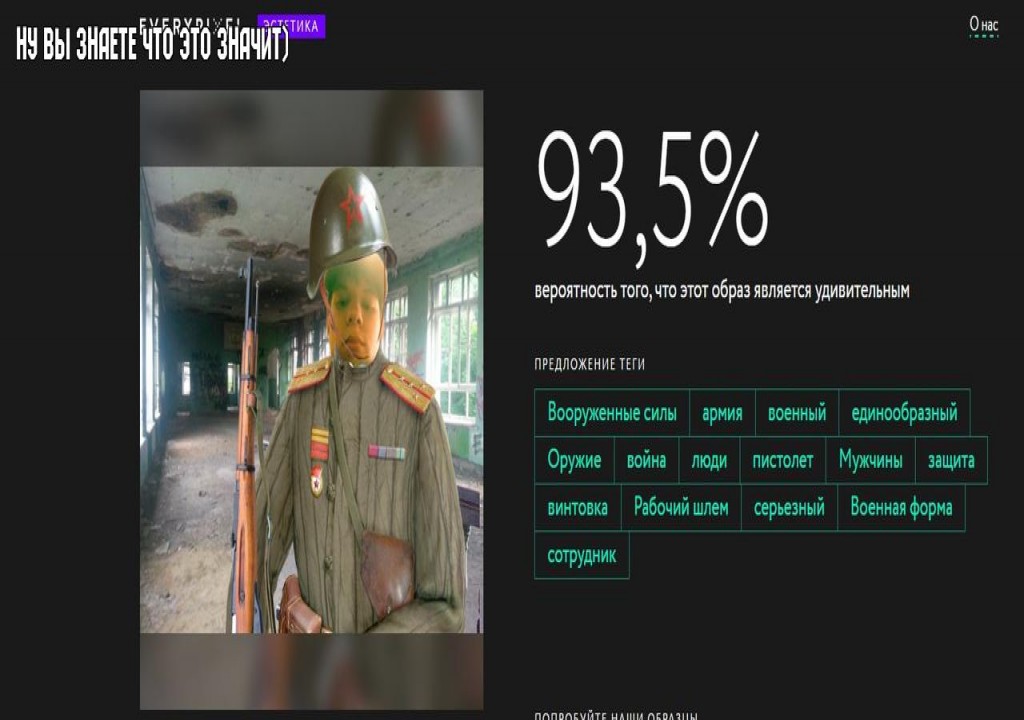 EVERYPIXEL ЭСТЕТИКА
О нас
НУ ВЫ ЗНАЕТЕ ЧТО ЭТО ЗНАЧИТ)
93,5%
вероятность того, что этот образ является удивительным
ПРЕДЛОЖЕНИЕ ТЕГИ
Вооруженные силы армия военный единообразный
Оружие война люди пистолет Мужчины защита
винтовка Рабочий шлем серьезный Военная форма
сотрудник
ПОПРОБУЙТЕ НАШИ ОБРАЗЦЫ